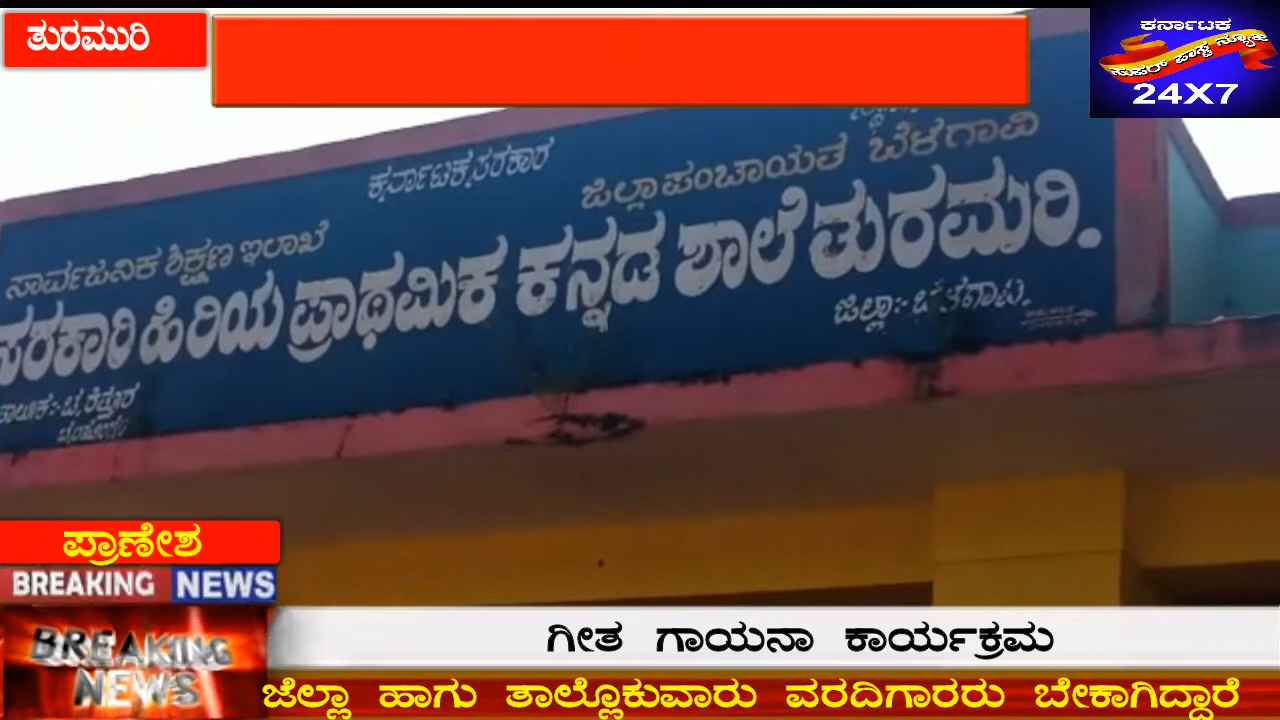 ತುರಮುರಿ
ಕರ್ನಾಟಕ
ಸುಪರ್ ಫಾಸ್ಟ್ ನ್ಯೂಸ್
24X7
ಕರ್ನಾಟಕ ಸರಕಾರ
ಜಿಲ್ಲಾ ಪಂಚಾಯತ ಬೆಳಗಾವಿ
ಸಾರ್ವಜನಿಕ ಶಿಕ್ಷಣ ಇಲಾಖೆ
ಸರಕಾರಿ ಹಿರಿಯ ಪ್ರಾಥಮಿಕ ಕನ್ನಡ ಶಾಲೆ ತುರಮುರಿ.
ಜಿಲ್ಲಾ:-
ತಾಲೂಕ:- ಚ.ಕಿತ್ತೂರ
ಪ್ರಾಣೇಶ
BREAKING NEWS
BREAKING
NEWS
ಗೀತ ಗಾಯನಾ ಕಾರ್ಯಕ್ರಮ
ಜೆಲ್ಲಾ ಹಾಗು ತಾಲ್ಲೊಕುವಾರು ವರದಿಗಾರರು ಬೇಕಾಗಿದ್ದಾರೆ